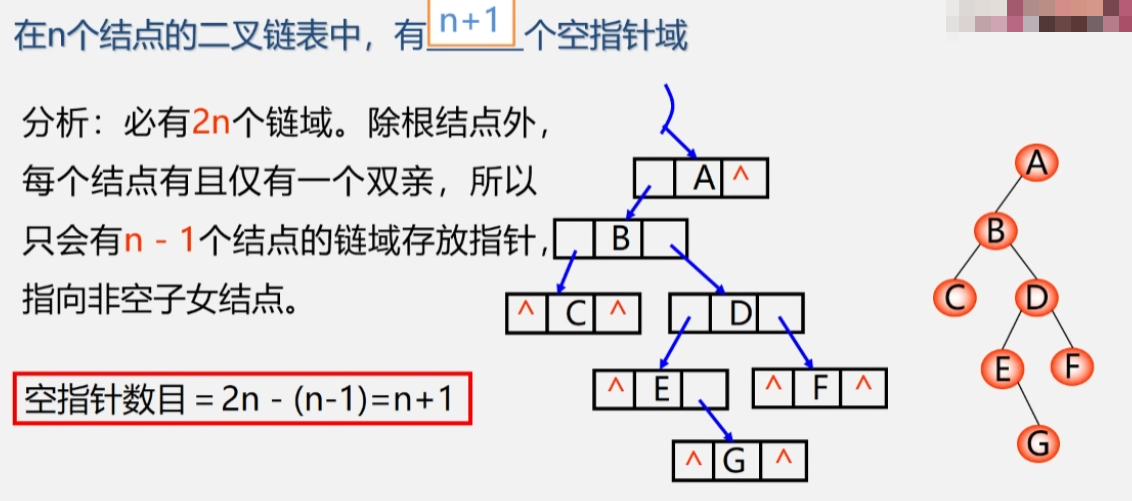 在n个结点的二叉链表中，有n+1个空指针域
分析：必有2n个链域。除根结点外，
每个结点有且仅有一个双亲，所以
只会有n - 1个结点的链域存放指针，
指向非空子女结点。
空指针数目 = 2n - (n-1)=n+1
A ^
B
^ C ^
D
^ E
^ F ^
^ G ^
A
B
C
D
E
F
G